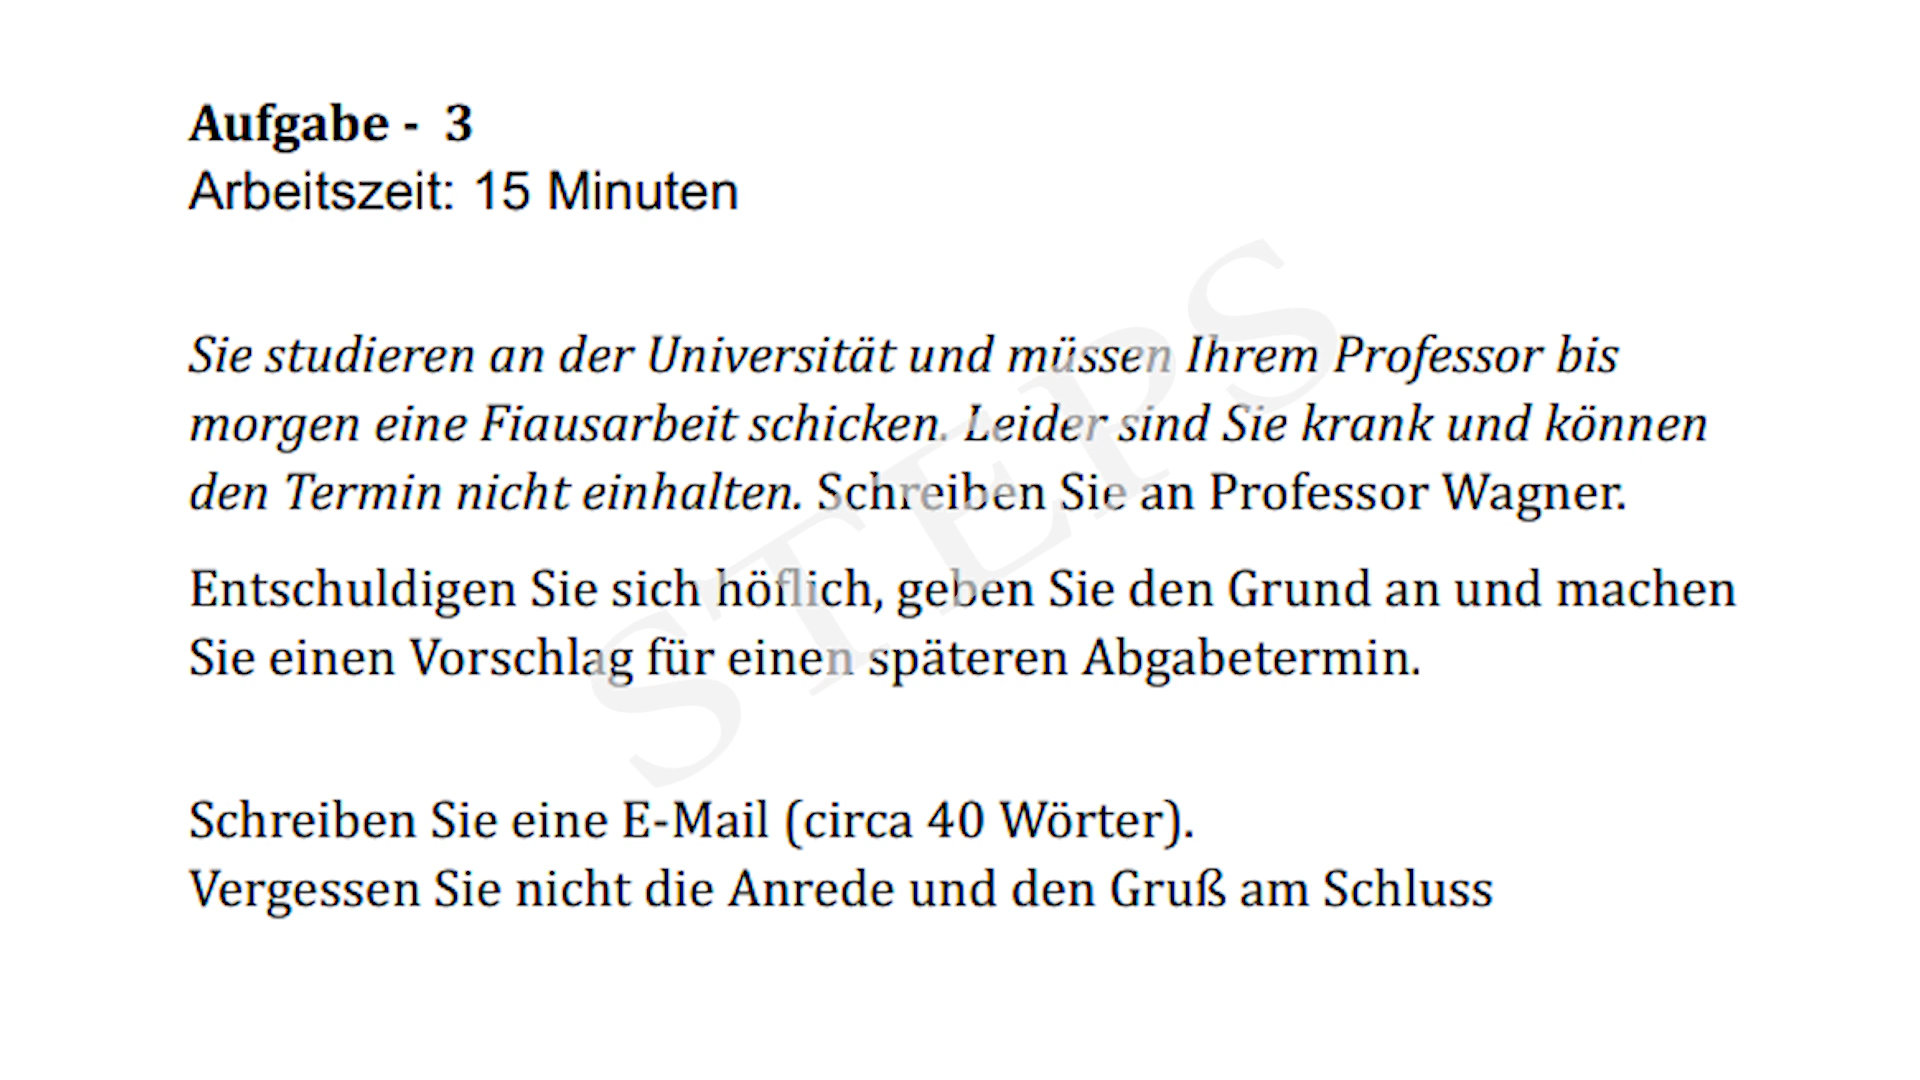 Aufgabe - 3
Arbeitszeit: 15 Minuten
Sie studieren an der Universität und müssen Ihrem Professor bis
morgen eine Fiausarbeit schicken. Leider sind Sie krank und können
den Termin nicht einhalten. Schreiben Sie an Professor Wagner.
Entschuldigen Sie sich höflich, geben Sie den Grund an und machen
Sie einen Vorschlag für einen späteren Abgabetermin.
Schreiben Sie eine E-Mail (circa 40 Wörter).
Vergessen Sie nicht die Anrede und den Gruß am Schluss
STEPS